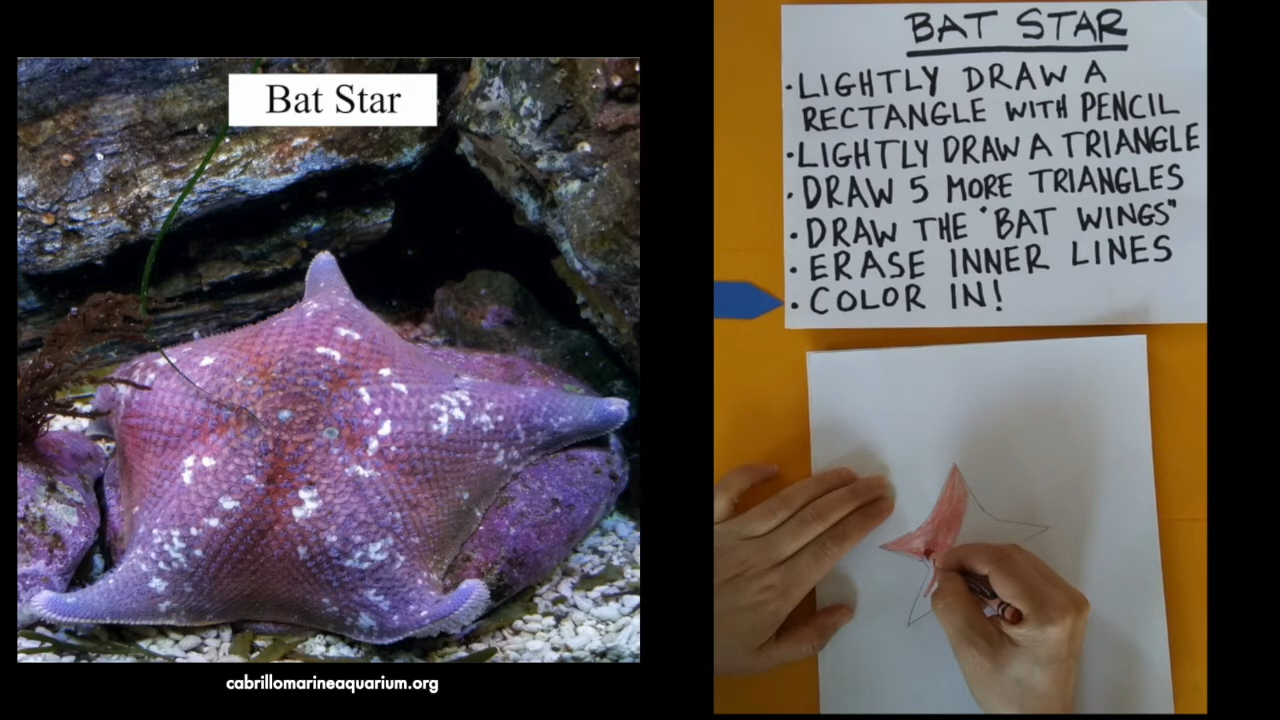 Bat Star
cabrillomarineaquarium.org
BAT STAR
• LIGHTLY DRAW A
RECTANGLE WITH PENCIL
• LIGHTLY DRAW A TRIANGLE
• DRAW 5 MORE TRIANGLES
• DRAW THE "BAT WINGS"
• ERASE INNER LINES
• COLOR IN!